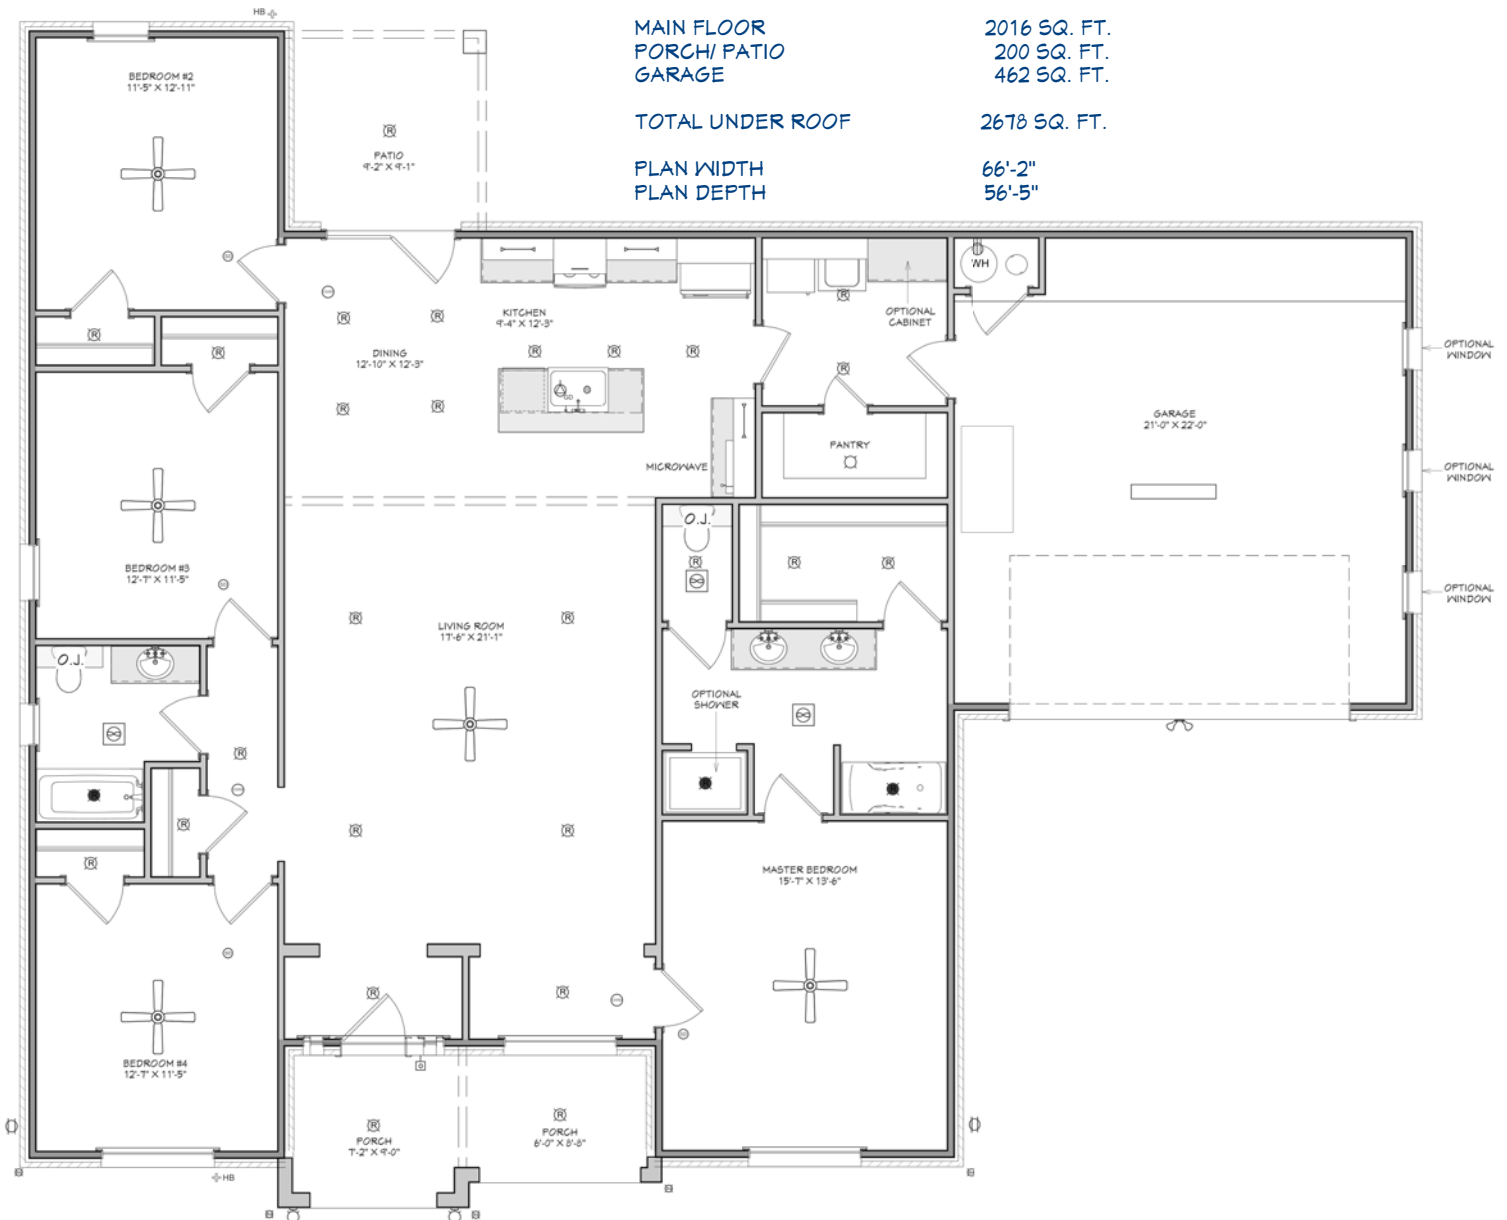 HB
MAIN FLOOR 2016 SQ. FT.
PORCH/ PATIO 200 SQ. FT.
GARAGE 462 SQ. FT.
TOTAL UNDER ROOF 2678 SQ. FT.
PLAN WIDTH 66'-2"
PLAN DEPTH 56'-5"
BEDROOM #2
11'-5" X 12'-11"
R
PATIO
9'-2" X 9'-1"
WH
OPTIONAL
CABINET
KITCHEN
9'-4" X 12'-3"
DINING
12'-10" X 12'-3"
R
R
R
R
R
R
R
R
R
R
R
GD
OPTIONAL
WINDOW
GARAGE
21'-0" X 22'-0"
PANTRY
MICROWAVE
OPTIONAL
WINDOW
O.J.
R
R
R
BEDROOM #3
12'-7" X 11'-5"
OPTIONAL
WINDOW
R
R
LIVING ROOM
17'-6" X 21'-1"
O.J.
OPTIONAL
SHOWER
R
R
R
R
R
MASTER BEDROOM
15'-7" X 13'-6"
R
R
BEDROOM #4
12'-7" X 11'-5"
R
PORCH
7'-2" X 9'-0"
R
PORCH
6'-0" X 8'-8"
HB